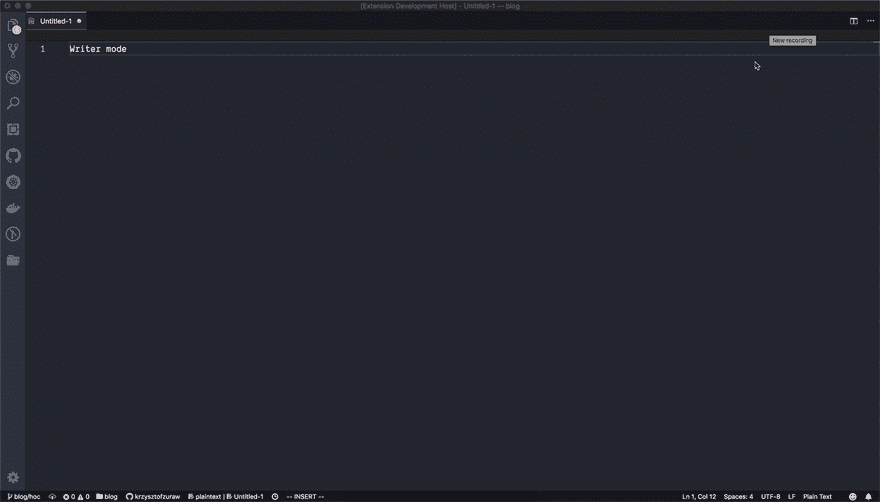 [Extension Development Host] - Untitled-1 — blog
Untitled-1
New recording
1 Writer mode
blog/hoc 0 0 blog krzysztofzuraw plaintext | Untitled-1 -- INSERT -- Ln 1, Col 12 Spaces: 4 UTF-8 LF Plain Text